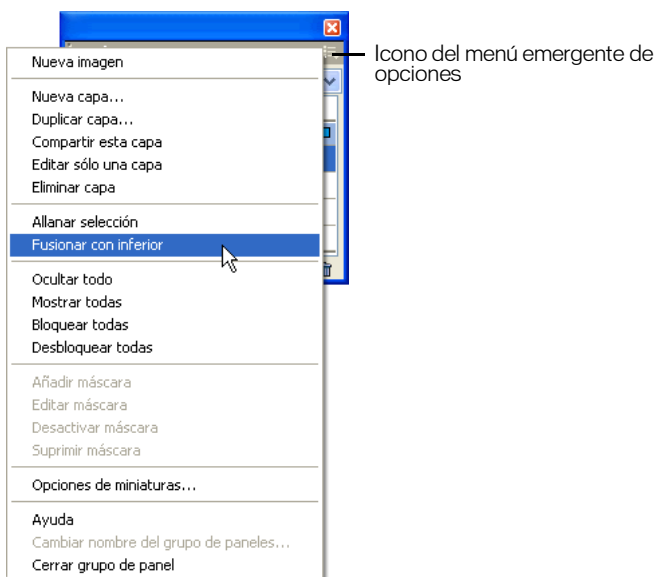 Icono del menú emergente de
opciones
Nueva imagen
Nueva capa...
Duplicar capa...
Compartir esta capa
Editar sólo una capa
Eliminar capa
Allanar selección
Fusionar con inferior
Ocultar todo
Mostrar todas
Bloquear todas
Desbloquear todas
Añadir máscara
Editar máscara
Desactivar máscara
Suprimir máscara
Opciones de miniaturas...
Ayuda
Cambiar nombre del grupo de paneles...
Cerrar grupo de panel